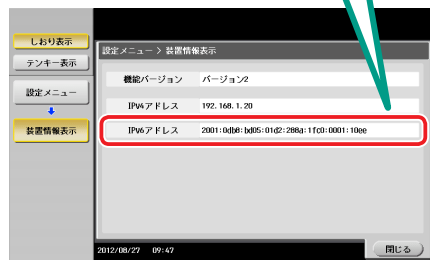 しおり表示
テンキー表示
設定メニュー
装置情報表示
設定メニュー > 装置情報表示
機能バージョン バージョン2
IPv4アドレス 192.168.1.20
IPv6アドレス 2001:0db8:bd05:01d2:288a:1fc0:0001:10ee
2012/08/27 09:47
閉じる